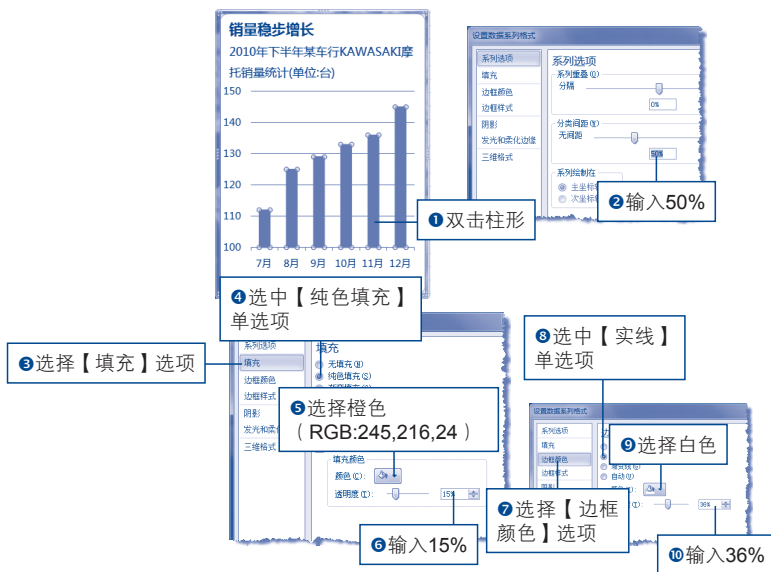 销量稳步增长
2010年下半年某车行KAWASAKI摩
托销量统计(单位:台)
150
140
130
120
110
100
7月 8月 9月 10月 11月 12月
❶双击柱形
设置数据系列格式
系列选项
填充
边框颜色
边框样式
阴影
发光和柔化边缘
三维格式
系列选项
系列重叠(O)
分隔
0%
分类间距(W)
无间距
50%
系列绘制在
主坐标
次坐标
❷输入50%
❸选择【填充】选项
❹选中【纯色填充】
单选项
系列选项
填充
边框颜色
边框样式
阴影
发光和柔
三维格式
填充
无填充(N)
纯色填充(S)
❺选择橙色
（RGB:245,216,24）
填充颜色
颜色(C):
透明度(T):
15%
❻输入15%
❽选中【实线】
单选项
设置数据系列格式
系列选项
填充
边框颜色
边框样式
自动(U)
36%
❾选择白色
❼选择【边框
颜色】选项
❿输入36%